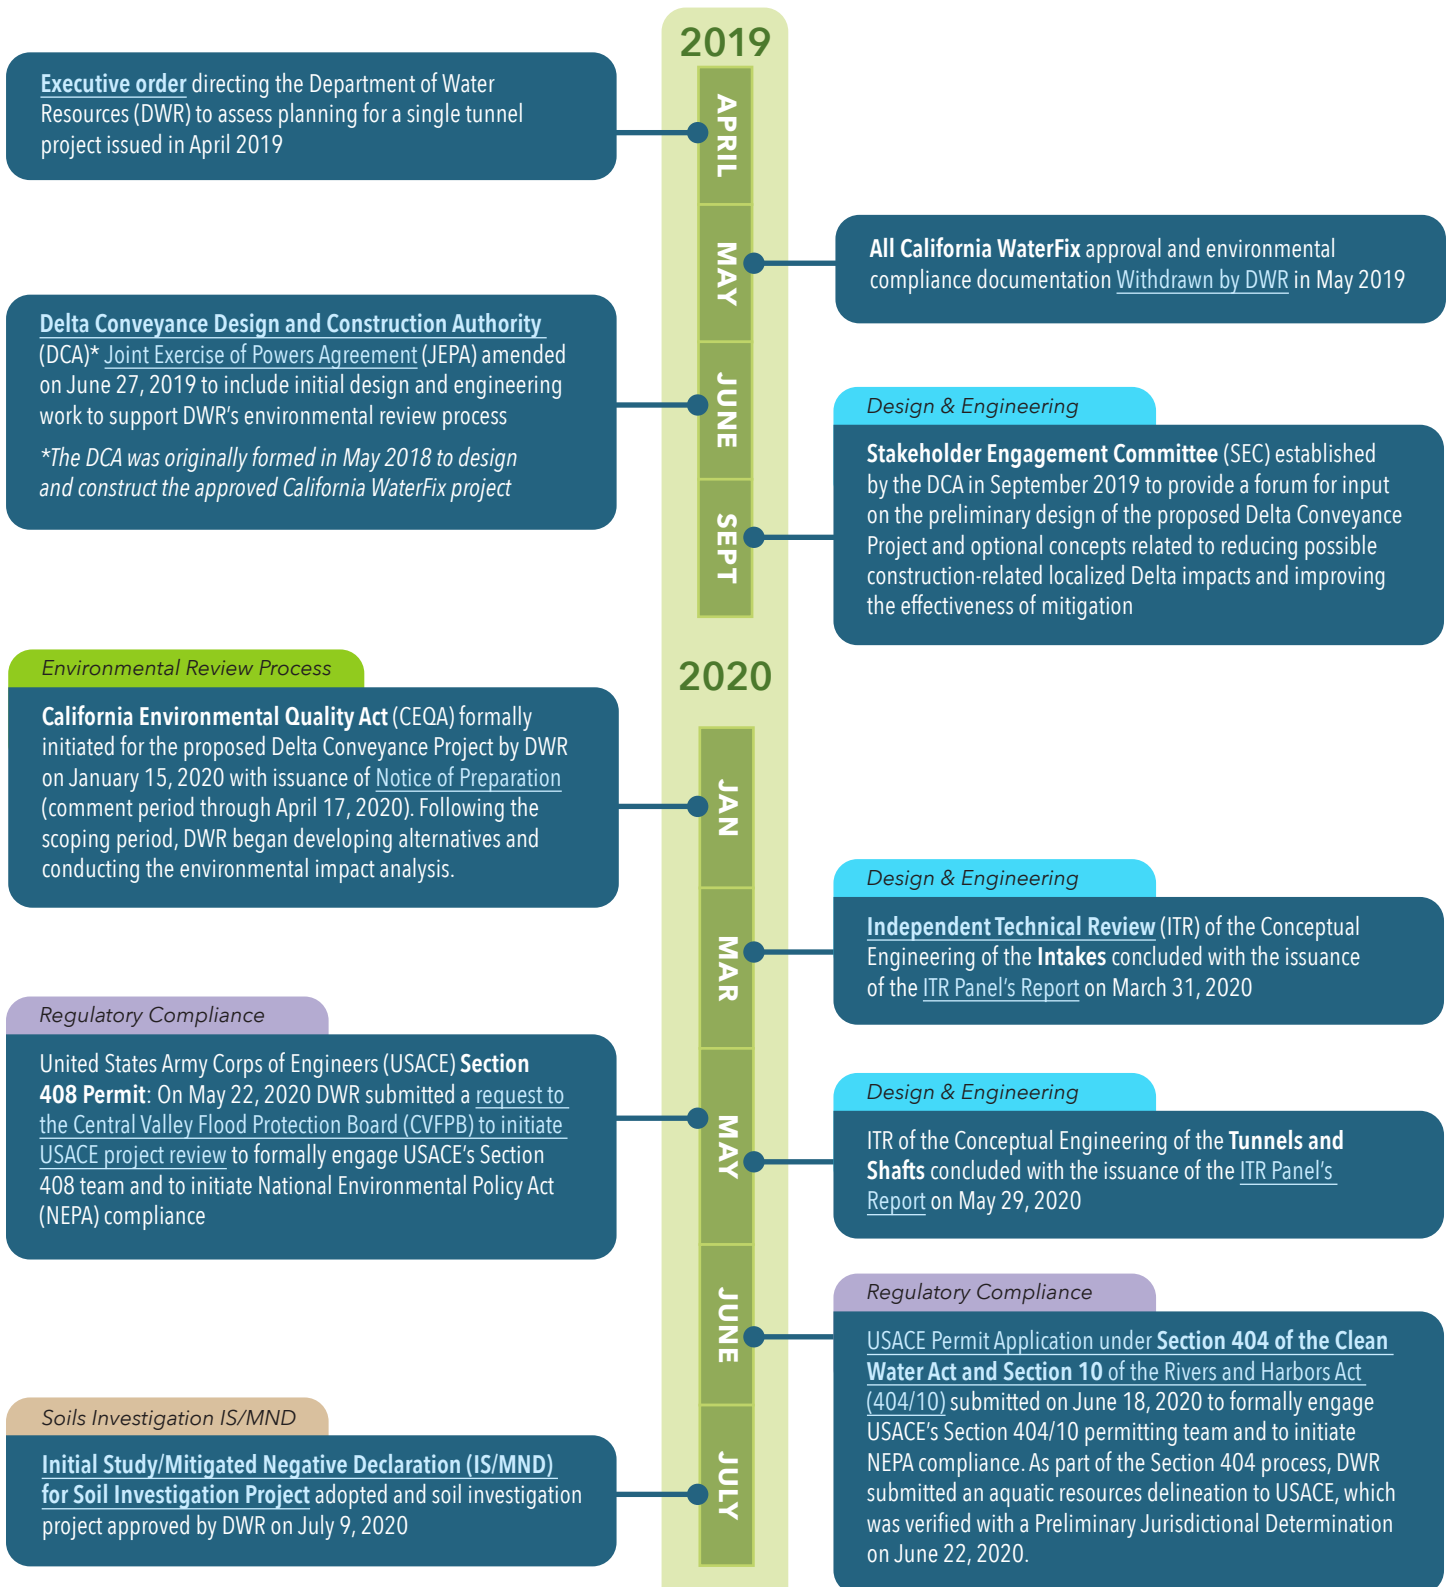 2019
APRIL
Executive order directing the Department of Water
Resources (DWR) to assess planning for a single tunnel
project issued in April 2019
MAY
All California WaterFix approval and environmental
compliance documentation Withdrawn by DWR in May 2019
JUNE
Delta Conveyance Design and Construction Authority
(DCA)* Joint Exercise of Powers Agreement (JEPA) amended
on June 27, 2019 to include initial design and engineering
work to support DWR's environmental review process
*The DCA was originally formed in May 2018 to design
and construct the approved California WaterFix project
SEPT
Design & Engineering
Stakeholder Engagement Committee (SEC) established
by the DCA in September 2019 to provide a forum for input
on the preliminary design of the proposed Delta Conveyance
Project and optional concepts related to reducing possible
construction-related localized Delta impacts and improving
the effectiveness of mitigation
2020
JAN
Environmental Review Process
California Environmental Quality Act (CEQA) formally
initiated for the proposed Delta Conveyance Project by DWR
on January 15, 2020 with issuance of Notice of Preparation
(comment period through April 17, 2020). Following the
scoping period, DWR began developing alternatives and
conducting the environmental impact analysis.
MAR
Design & Engineering
Independent Technical Review (ITR) of the Conceptual
Engineering of the Intakes concluded with the issuance
of the ITR Panel's Report on March 31, 2020
MAY
Regulatory Compliance
United States Army Corps of Engineers (USACE) Section
408 Permit: On May 22, 2020 DWR submitted a request to
the Central Valley Flood Protection Board (CVFPB) to initiate
USACE project review to formally engage USACE's Section
408 team and to initiate National Environmental Policy Act
(NEPA) compliance
Design & Engineering
ITR of the Conceptual Engineering of the Tunnels and
Shafts concluded with the issuance of the ITR Panel's
Report on May 29, 2020
JUNE
Regulatory Compliance
USACE Permit Application under Section 404 of the Clean
Water Act and Section 10 of the Rivers and Harbors Act
(404/10) submitted on June 18, 2020 to formally engage
USACE's Section 404/10 permitting team and to initiate
NEPA compliance. As part of the Section 404 process, DWR
submitted an aquatic resources delineation to USACE, which
was verified with a Preliminary Jurisdictional Determination
on June 22, 2020.
JULY
Soils Investigation IS/MND
Initial Study/Mitigated Negative Declaration (IS/MND)
for Soil Investigation Project adopted and soil investigation
project approved by DWR on July 9, 2020